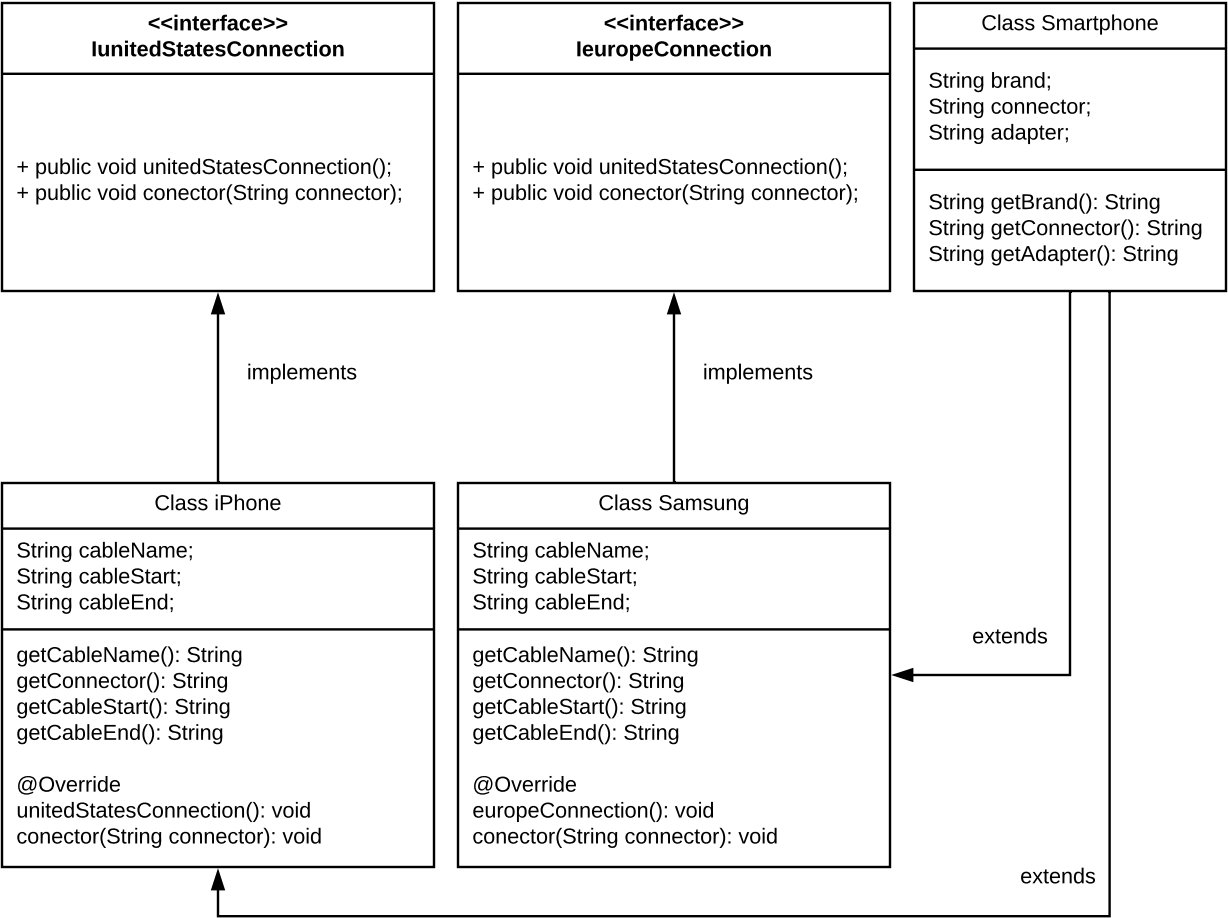 <<interface>>
IunitedStatesConnection
+ public void unitedStatesConnection();
+ public void conector(String connector);
<<interface>>
IeuropeConnection
+ public void unitedStatesConnection();
+ public void conector(String connector);
Class Smartphone
String brand;
String connector;
String adapter;
String getBrand(): String
String getConnector(): String
String getAdapter(): String
implements
implements
Class iPhone
String cableName;
String cableStart;
String cableEnd;
getCableName(): String
getConnector(): String
getCableStart(): String
getCableEnd(): String
@Override
unitedStatesConnection(): void
conector(String connector): void
Class Samsung
String cableName;
String cableStart;
String cableEnd;
getCableName(): String
getConnector(): String
getCableStart(): String
getCableEnd(): String
@Override
europeConnection(): void
conector(String connector): void
extends
extends